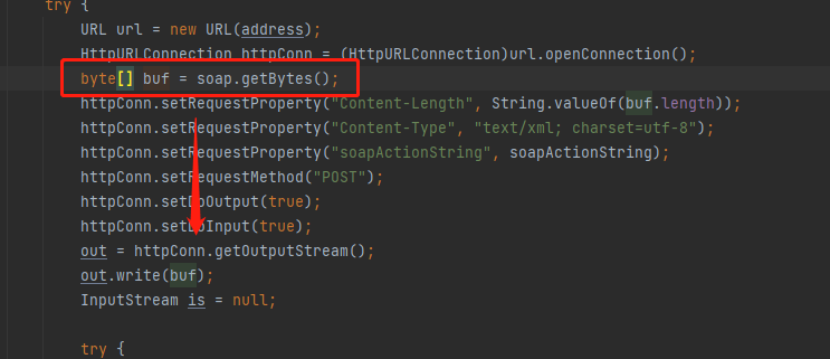 try {
URL url = new URL(address);
HttpURLConnection httpConn = (HttpURLConnection)url.openConnection();
byte[] buf = soap.getBytes();
httpConn.setRequestProperty("Content-Length", String.valueOf(buf.length));
httpConn.setRequestProperty("Content-Type", "text/xml; charset=utf-8");
httpConn.setRequestProperty("soapActionString", soapActionString);
httpConn.setRequestMethod("POST");
httpConn.setDoOutput(true);
httpConn.setDoInput(true);
out = httpConn.getOutputStream();
out.write(buf);
InputStream is = null;
try {